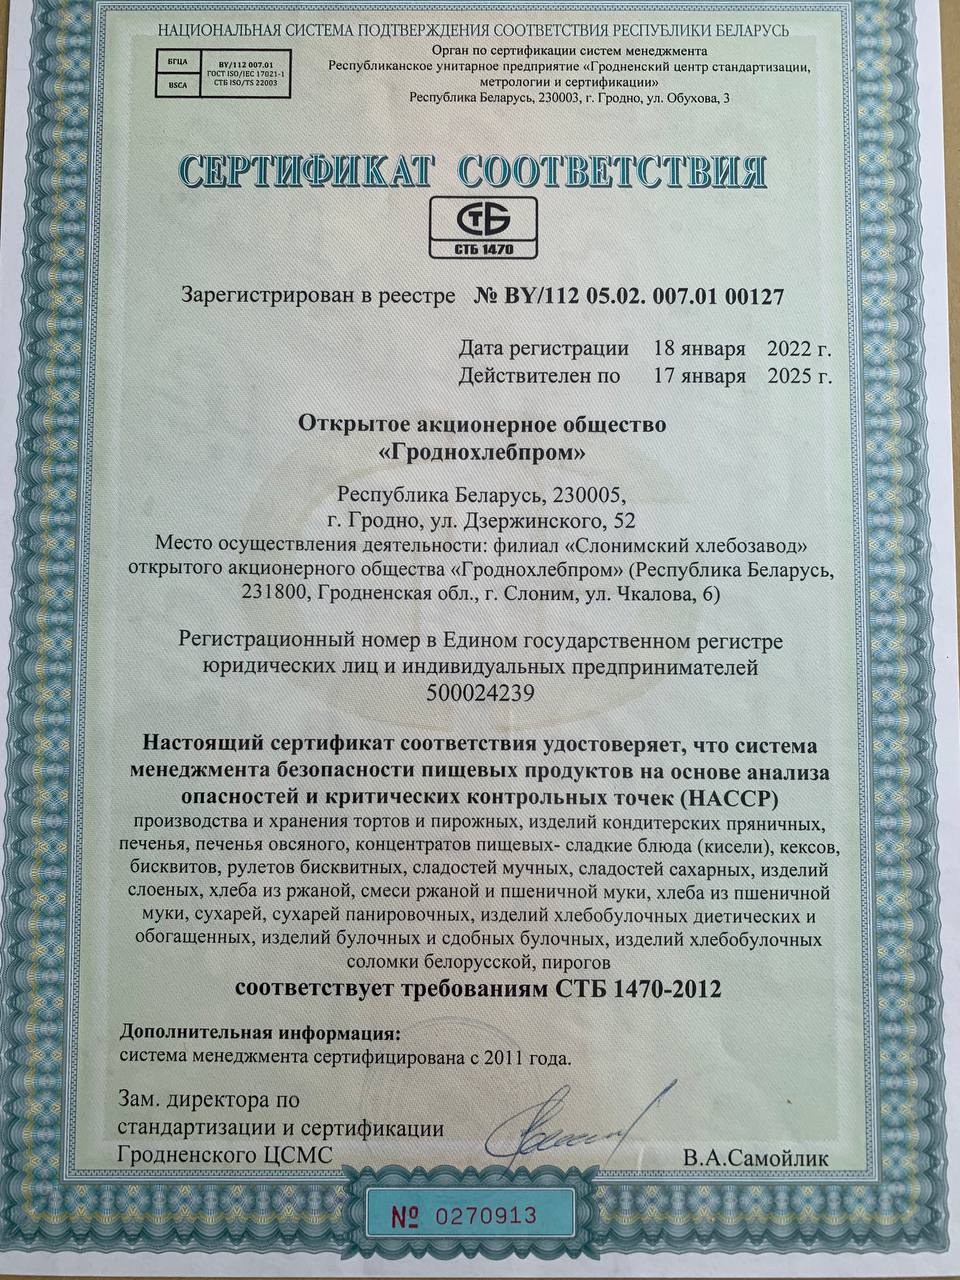 НАЦИОНАЛЬНАЯ СИСТЕМА ПОДТВЕРЖДЕНИЯ СООТВЕТСТВИЯ РЕСПУБЛИКИ БЕЛАРУСЬ
БГЦА
BSCA
BY/112 007.01
ГОСТ ISO/IEC 17021-1
СТБ ISO/TS 22003
Орган по сертификации систем менеджмента
Республиканское унитарное предприятие «Гродненский центр стандартизации,
метрологии и сертификации»
Республика Беларусь, 230003, г. Гродно, ул. Обухова, 3
СЕРТИФИКАТ СООТВЕТСТВИЯ
СТБ
СТБ 1470
Зарегистрирован в реестре № BY/112 05.02. 007.01 00127
Дата регистрации 18 января 2022 г.
Действителен по 17 января 2025 г.
Открытое акционерное общество
«Гроднохлебпром»
Республика Беларусь, 230005,
г. Гродно, ул. Дзержинского, 52
Место осуществления деятельности: филиал «Слонимский хлебозавод»
открытого акционерного общества «Гроднохлебпром» (Республика Беларусь,
231800, Гродненская обл., г. Слоним, ул. Чкалова, 6)
Регистрационный номер в Едином государственном регистре
юридических лиц и индивидуальных предпринимателей
500024239
Настоящий сертификат соответствия удостоверяет, что система
менеджмента безопасности пищевых продуктов на основе анализа
опасностей и критических контрольных точек (НАССР)
производства и хранения тортов и пирожных, изделий кондитерских пряничных,
печенья, печенья овсяного, концентратов пищевых- сладкие блюда (кисели), кексов,
бисквитов, рулетов бисквитных, сладостей мучных, сладостей сахарных, изделий
слоеных, хлеба из ржаной, смеси ржаной и пшеничной муки, хлеба из пшеничной
муки, сухарей, сухарей панировочных, изделий хлебобулочных диетических и
обогащенных, изделий булочных и сдобных булочных, изделий хлебобулочных
соломки белорусской, пирогов
соответствует требованиям СТБ 1470-2012
Дополнительная информация:
система менеджмента сертифицирована с 2011 года.
Зам. директора по
стандартизации и сертификации
Гродненского ЦСМС
В.А.Самойлик
№ 0270913